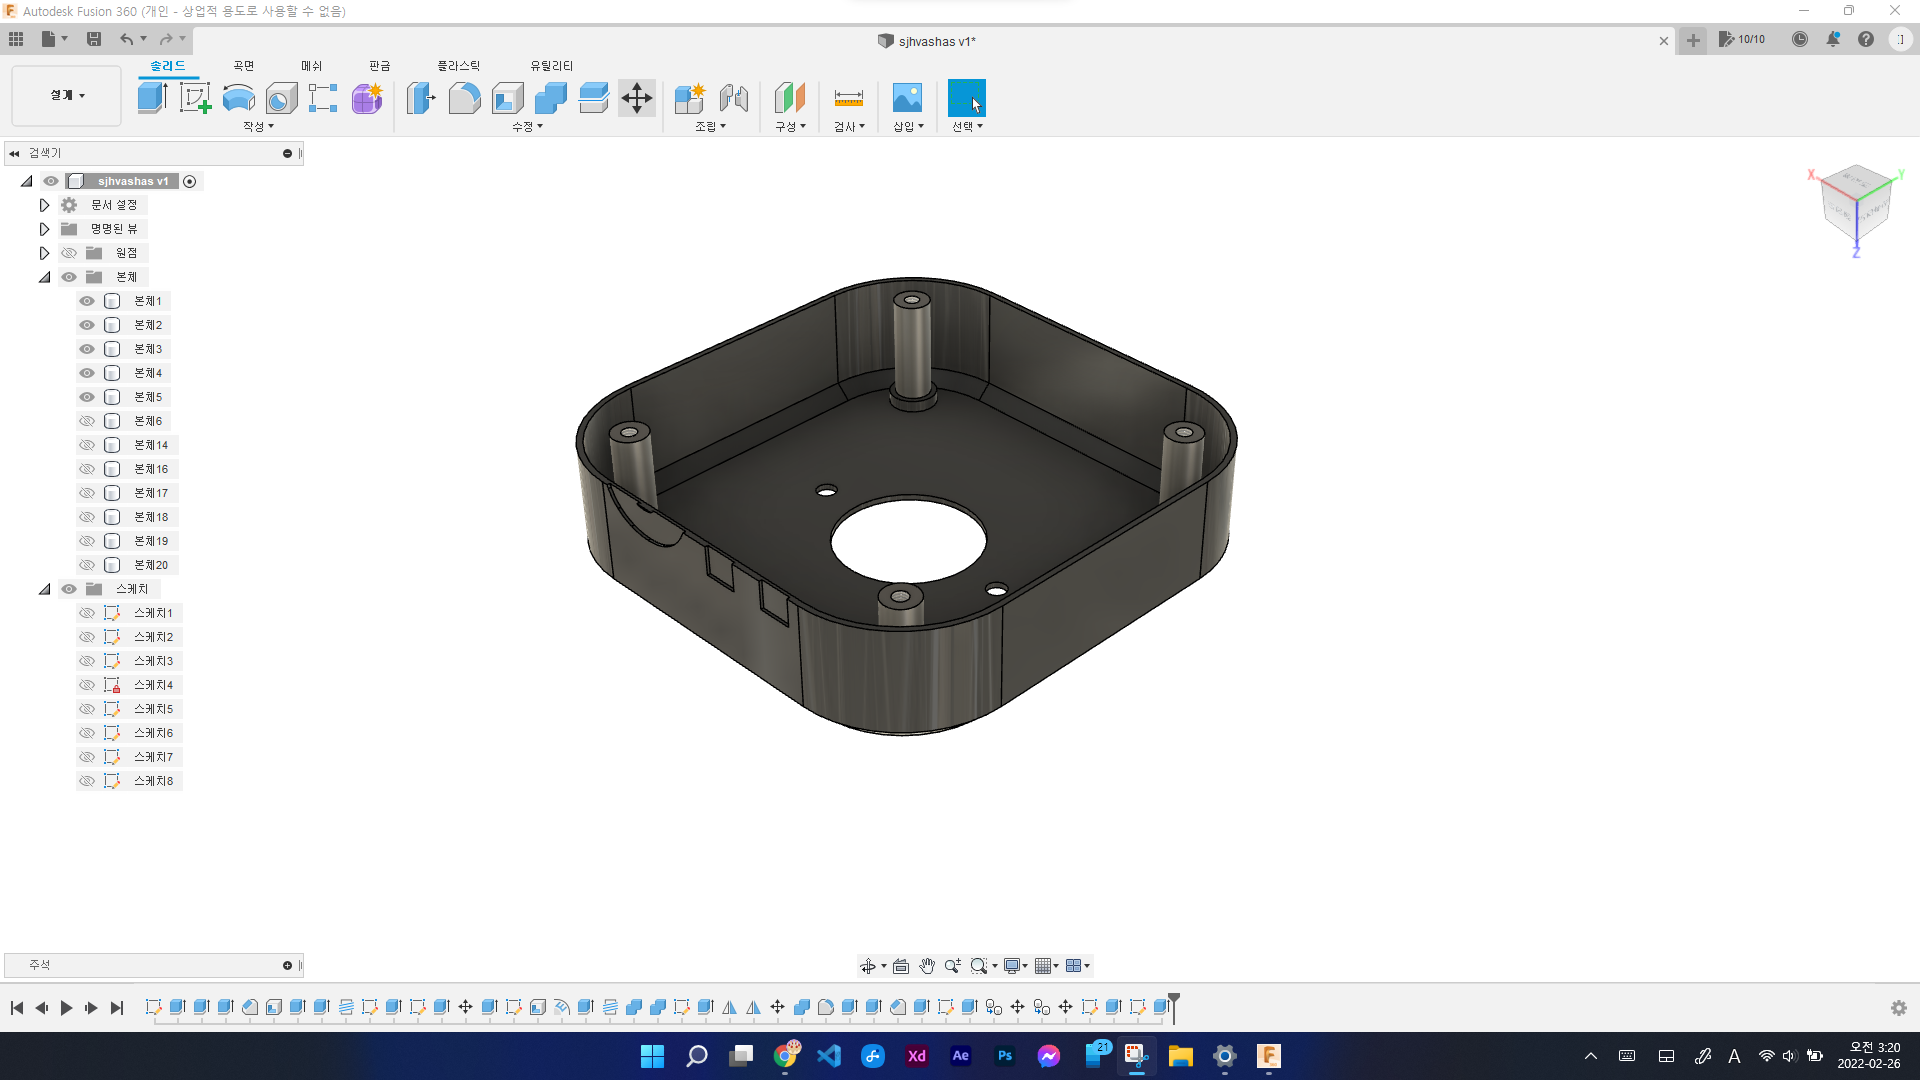 Autodesk Fusion 360 (개인 - 상업적 용도로 사용할 수 없음)
sjhvashas v1*
10/10
솔리드
곡면
메쉬
판금
플라스틱
유틸리티
설계
작성
수정
조립
구성
검사
삽입
선택
검색기
sjhvashas v1
문서 설정
명명된 뷰
원점
본체
본체1
본체2
본체3
본체4
본체5
본체6
본체14
본체16
본체17
본체18
본체19
본체20
스케치
스케치1
스케치2
스케치3
스케치4
스케치5
스케치6
스케치7
스케치8
X
Y
Z
주석
Xd
Ae
Ps
21
A
오전 3:20
2022-02-26